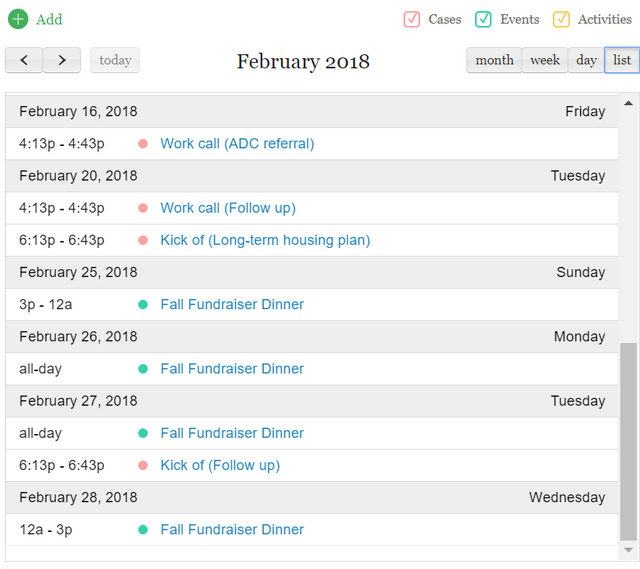 Add
Cases Events Activities
today
February 2018
month week day list
February 16, 2018 Friday
4:13p - 4:43p Work call (ADC referral)
February 20, 2018 Tuesday
4:13p - 4:43p Work call (Follow up)
6:13p - 6:43p Kick of (Long-term housing plan)
February 25, 2018 Sunday
3p - 12a Fall Fundraiser Dinner
February 26, 2018 Monday
all-day Fall Fundraiser Dinner
February 27, 2018 Tuesday
all-day Fall Fundraiser Dinner
6:13p - 6:43p Kick of (Follow up)
February 28, 2018 Wednesday
12a - 3p Fall Fundraiser Dinner